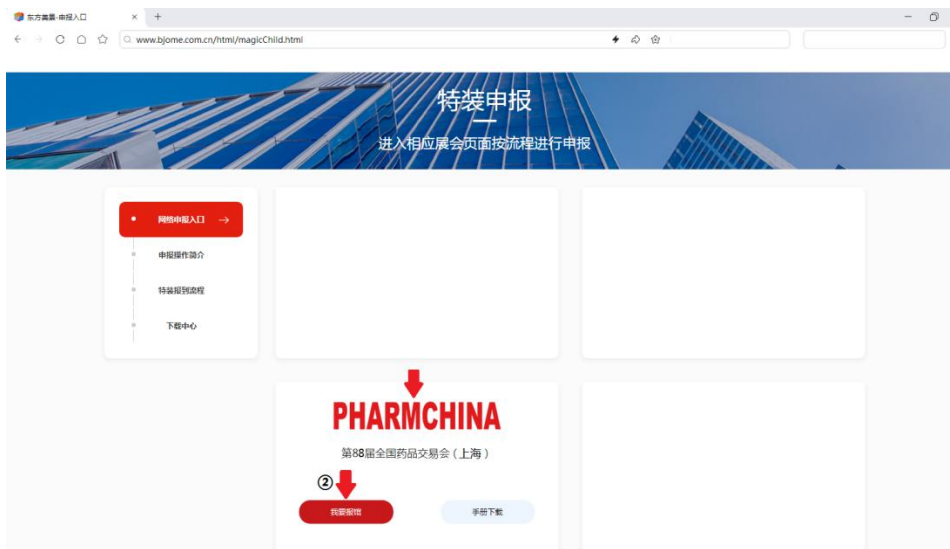 东方美景-申报入口
www.bjome.com.cn/html/magicChild.html
特装申报
进入相应展会页面按流程进行申报
网络申报入口
申报操作简介
特装报到流程
下载中心
PHARMCHINA
第88届全国药品交易会（上海）
②
我要报馆
手册下载